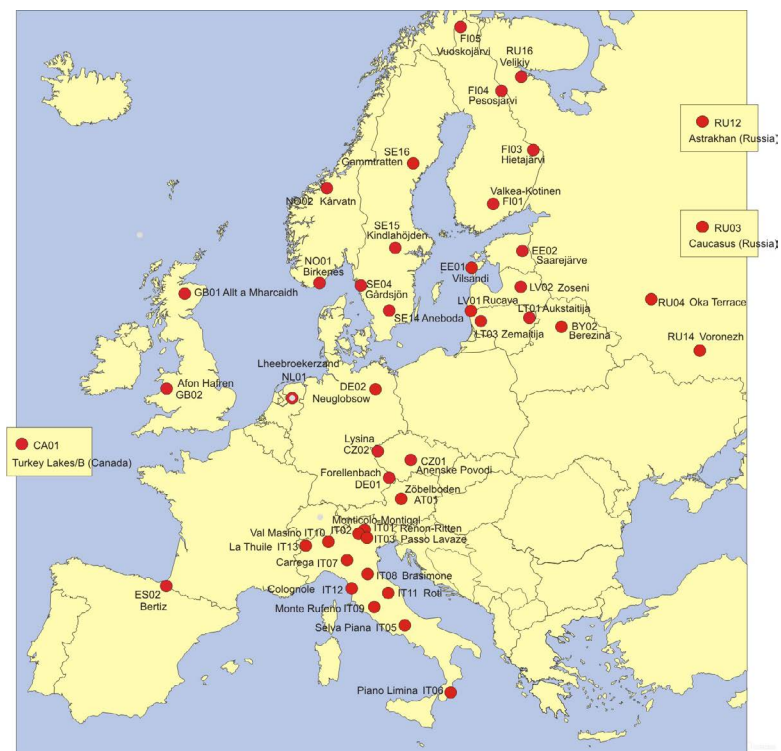 FI05
Vuoskojärvi
RU16
Velikiy
FI04
Pesosjärvi
RU12
Astrakhan (Russia)
SE16
Gammtratten
FI03
Hietajärvi
NO02 Kårvatn
Valkea-Kotinen
FI01
SE15
Kindlahöjden
RU03
Caucasus (Russia)
EE02
Saarejärve
EE01
Vilsandi
NO01
Birkenes
SE04
Gårdsjön
GB01 Allt a Mharcaidh
LV02 Zoseni
LV01 Rucava
LT01 Aukstaitija
RU04 Oka Terrace
SE14 Aneboda
LT03 Zemaitija
BY02
Berezina
RU14 Voronezh
Lheebroekerzand
NL01
Afon Hafren
GB02
DE02
Neuglobsow
CA01
Turkey Lakes/B (Canada)
Lysina
CZ02
CZ01
Anenske Povodi
Forellenbach
DE01
Zöbelboden
AT01
Monticolo-Montiggl
Val Masino IT10
IT02
IT01 Renon-Ritten
IT03 Passo Lavaze
La Thuile IT13
Carrega IT07
IT08 Brasimone
Colognole IT12
IT11 Roti
ES02
Bertiz
Monte Rufeno IT09
Selva Piana IT05
Piano Limina IT06